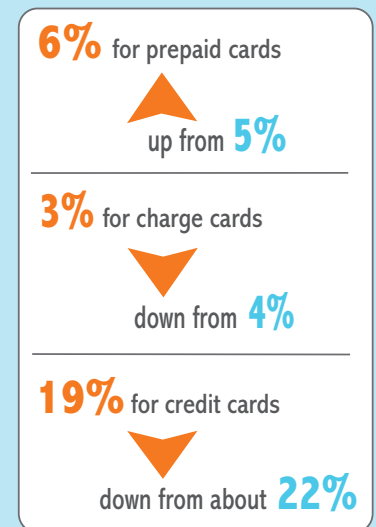 6% for prepaid cards
up from 5%
3% for charge cards
down from 4%
19% for credit cards
down from about 22%